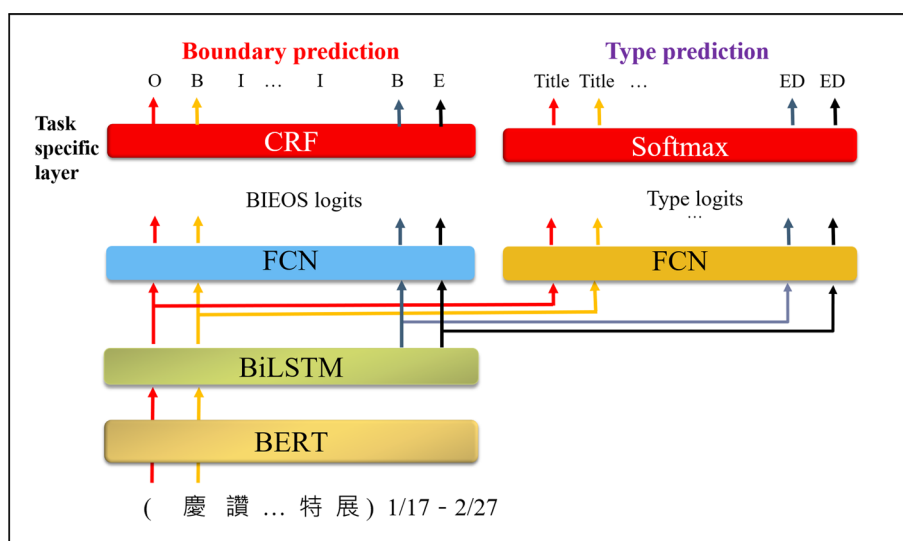 Boundary prediction
Type prediction
O B I … I B E
Title Title … ED ED
Task specific layer
CRF
Softmax
BIEOS logits
Type logits
…
FCN
FCN
BiLSTM
BERT
( 慶 讚 … 特 展 ) 1/17 - 2/27